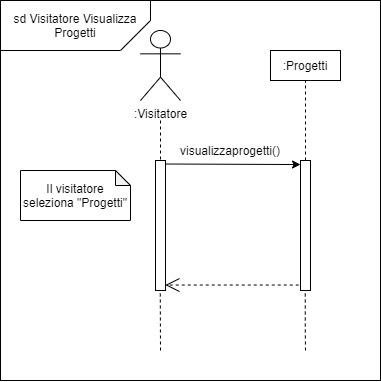 sd Visitatore Visualizza
Progetti
:Visitatore
:Progetti
visualizzaprogetti()
Il visitatore
seleziona "Progetti"